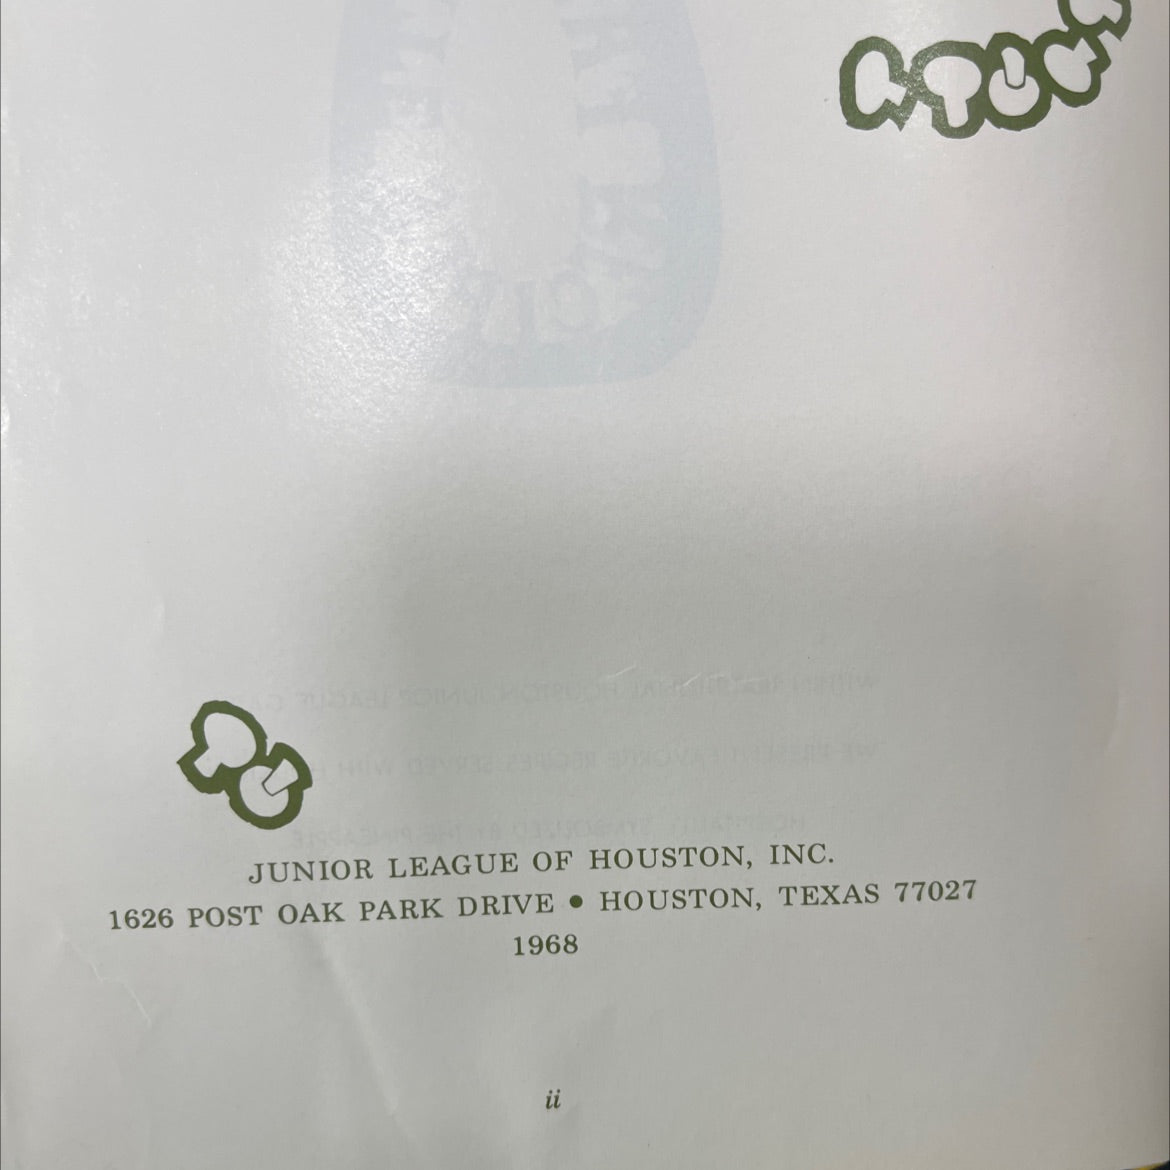 JUNIOR LEAGUE OF HOUSTON, INC.
1626 POST OAK PARK DRIVE • HOUSTON, TEXAS 77027
1968
ii